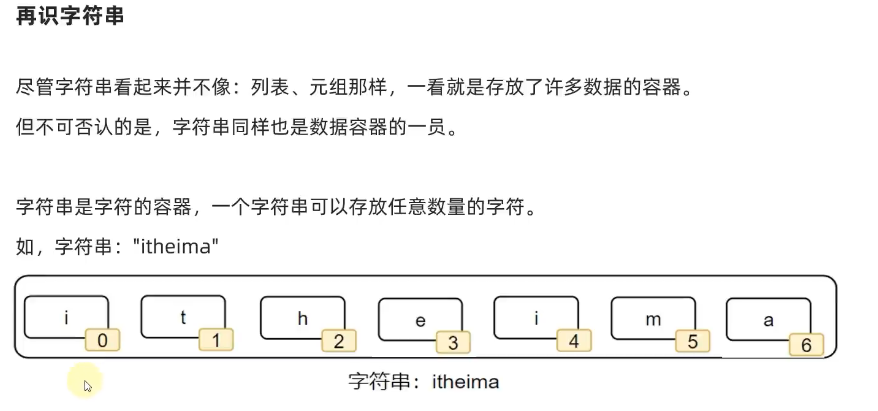 再识字符串
尽管字符串看起来并不像：列表、元组那样，一看就是存放了许多数据的容器。
但不可否认的是，字符串同样也是数据容器的一员。
字符串是字符的容器，一个字符串可以存放任意数量的字符。
如，字符串："itheima"
i t h e i m a
0 1 2 3 4 5 6
字符串：itheima